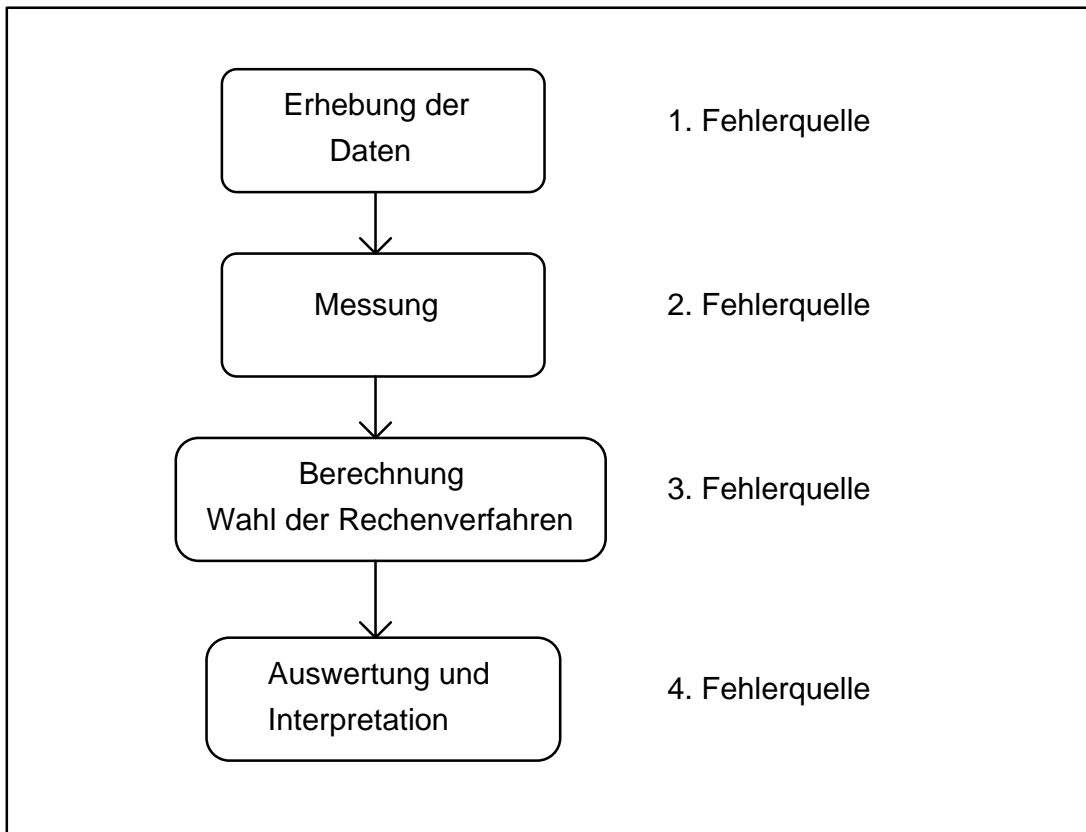 Erhebung der
Daten
1. Fehlerquelle
Messung
2. Fehlerquelle
Berechnung
Wahl der Rechenverfahren
3. Fehlerquelle
Auswertung und
Interpretation
4. Fehlerquelle